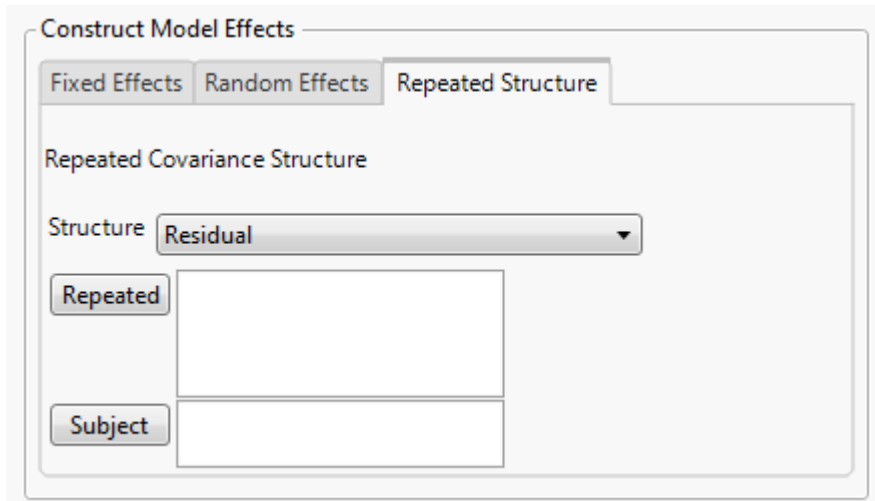 Construct Model Effects
Fixed Effects Random Effects Repeated Structure
Repeated Covariance Structure
Structure Residual
Repeated
Subject